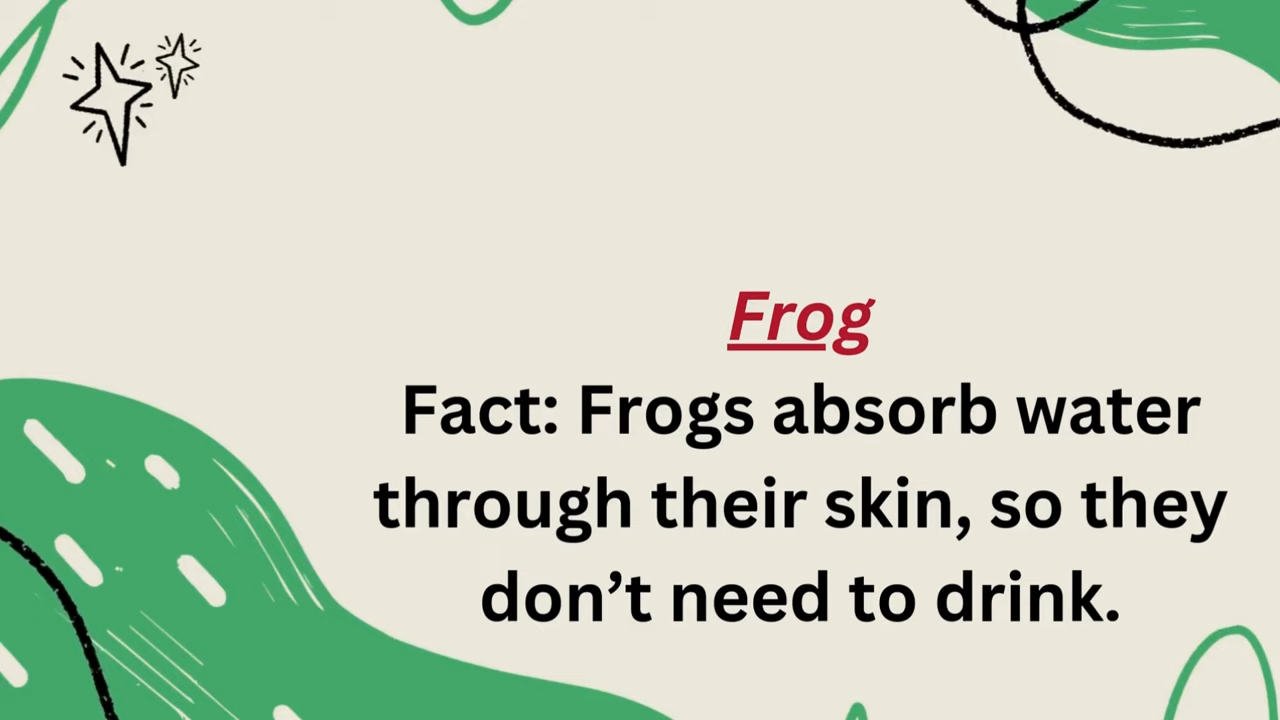 Frog
Fact: Frogs absorb water
through their skin, so they
don’t need to drink.